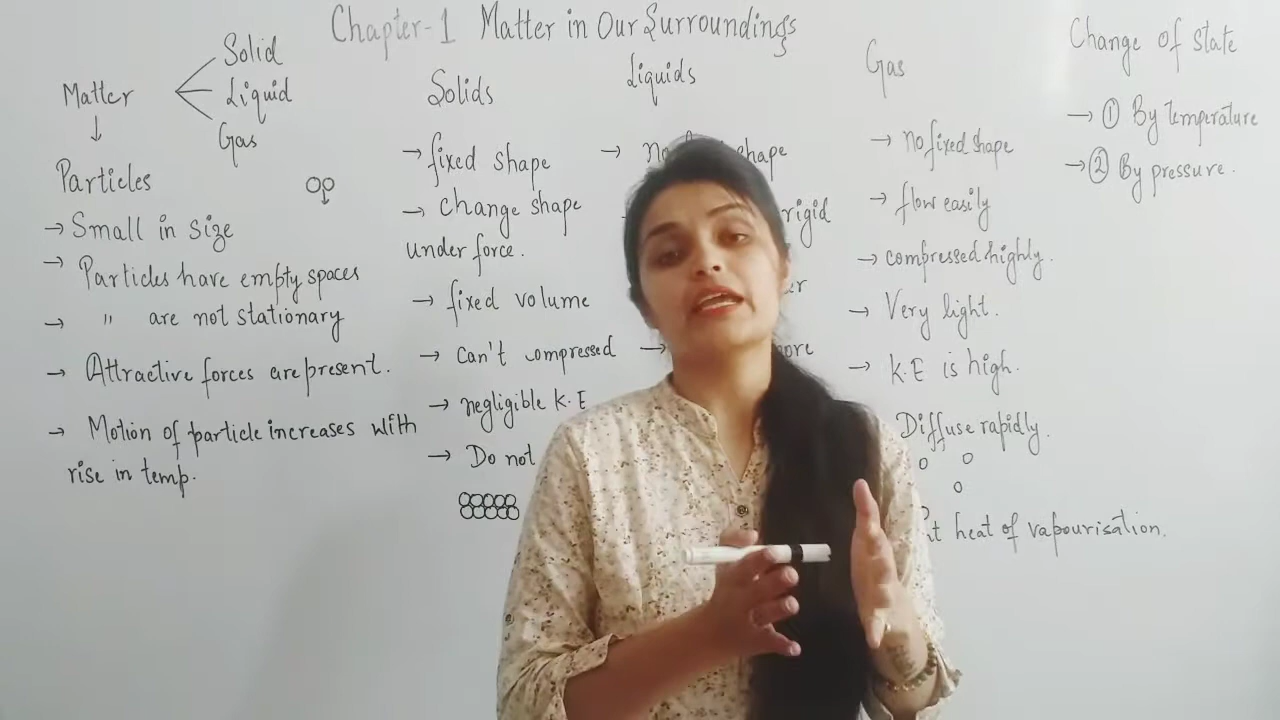 Chapter-1 Matter in Our Surroundings
Matter
Solid
Liquid
Gas
↓
Particles
→ Small in size
→ Particles have empty spaces
→ " are not stationary
→ Attractive forces are present.
→ Motion of particle increases with
rise in temp.
Solids
→ fixed shape
→ change shape
under force.
→ fixed volume
→ can't compressed
→ negligible K.E
→ Do not
Liquids
→ shape
rigid
Gas
→ no fixed shape
→ flow easily
→ compressed highly.
→ Very light.
→ K.E is high.
Diffuse rapidly.
heat of vapourisation.
Change of state
→ ① By temperature
→ ② By pressure.